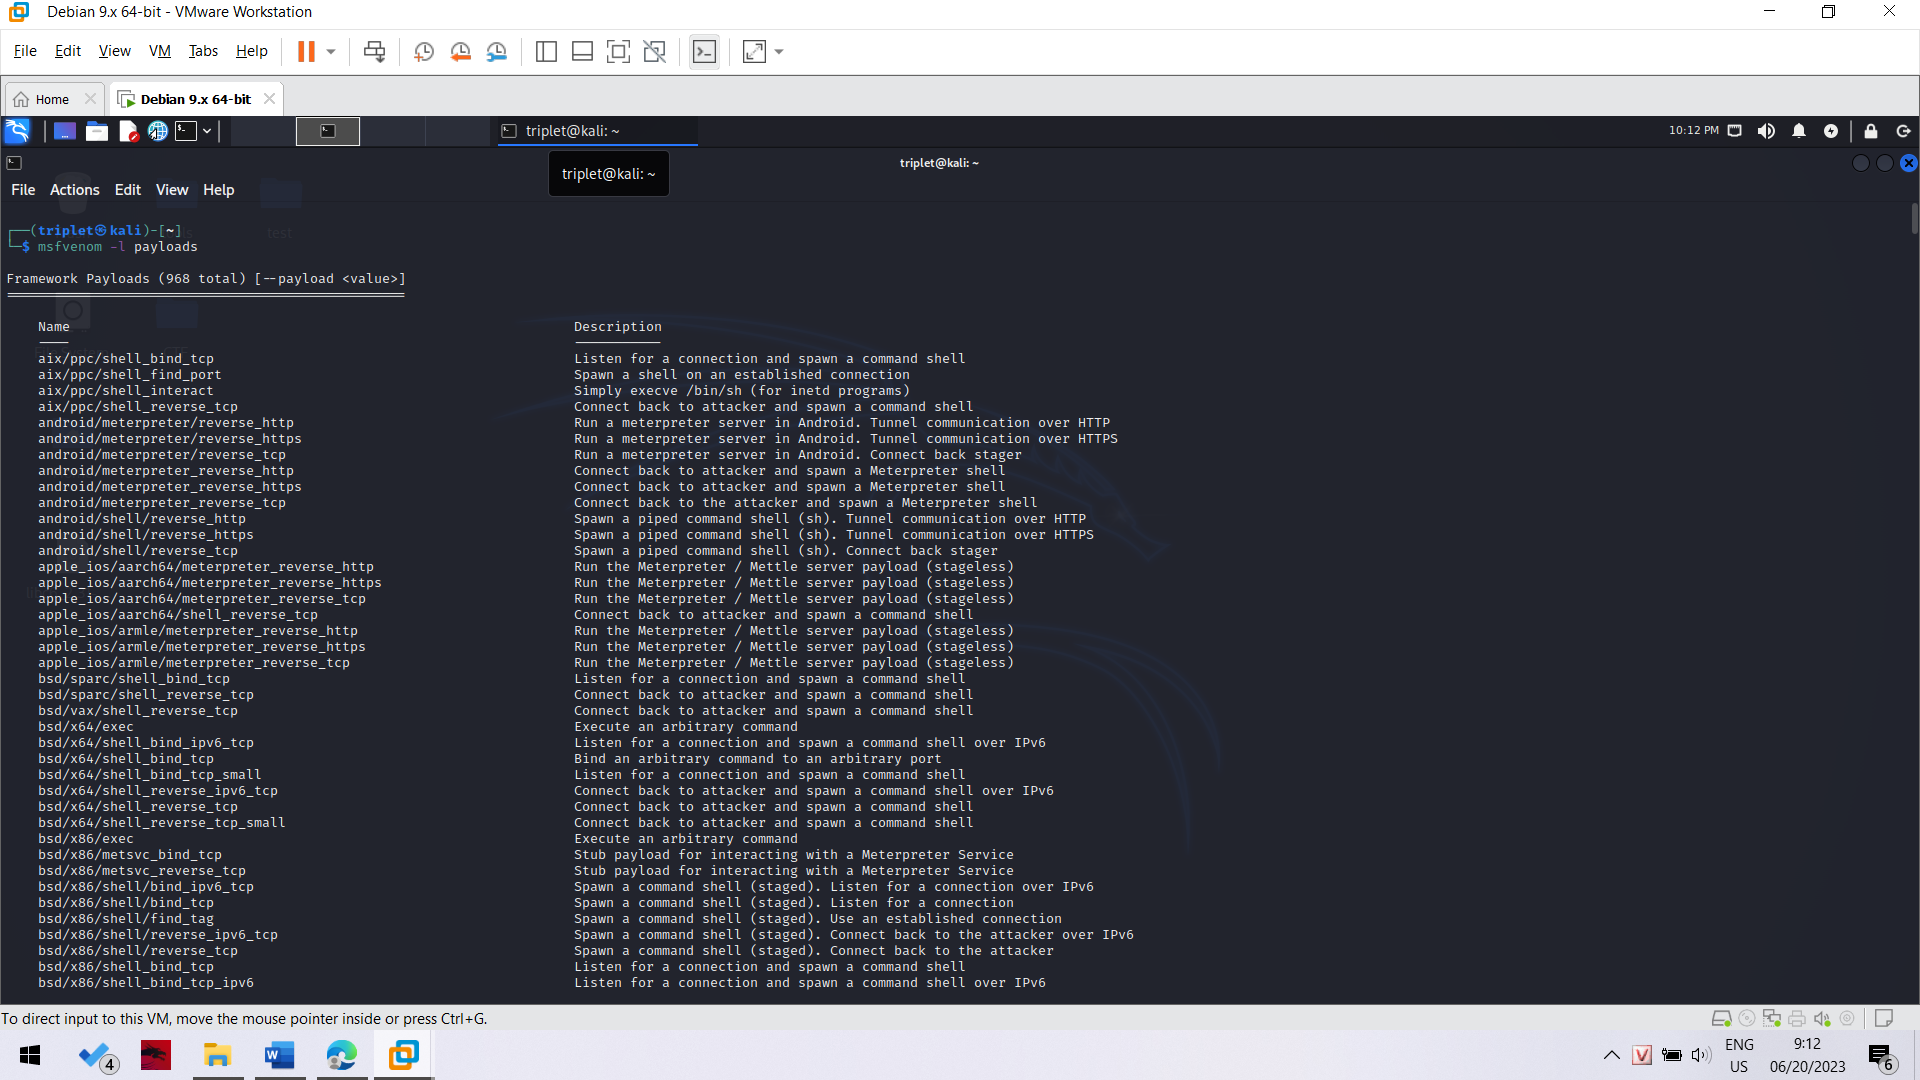 Debian 9.x 64-bit - VMware Workstation
File Edit View VM Tabs Help
Home
Debian 9.x 64-bit
triplet@kali: ~
10:12 PM
triplet@kali: ~
triplet@kali: ~
File Actions Edit View Help
test
┌──(triplet㉿kali)-[~]
└─$ msfvenom -l payloads
Framework Payloads (968 total) [--payload <value>]
Name Description
aix/ppc/shell_bind_tcp Listen for a connection and spawn a command shell
aix/ppc/shell_find_port Spawn a shell on an established connection
aix/ppc/shell_interact Simply execve /bin/sh (for inetd programs)
aix/ppc/shell_reverse_tcp Connect back to attacker and spawn a command shell
android/meterpreter/reverse_http Run a meterpreter server in Android. Tunnel communication over HTTP
android/meterpreter/reverse_https Run a meterpreter server in Android. Tunnel communication over HTTPS
android/meterpreter/reverse_tcp Run a meterpreter server in Android. Connect back stager
android/meterpreter_reverse_http Connect back to attacker and spawn a Meterpreter shell
android/meterpreter_reverse_https Connect back to attacker and spawn a Meterpreter shell
android/meterpreter_reverse_tcp Connect back to the attacker and spawn a Meterpreter shell
android/shell/reverse_http Spawn a piped command shell (sh). Tunnel communication over HTTP
android/shell/reverse_https Spawn a piped command shell (sh). Tunnel communication over HTTPS
android/shell/reverse_tcp Spawn a piped command shell (sh). Connect back stager
apple_ios/aarch64/meterpreter_reverse_http Run the Meterpreter / Mettle server payload (stageless)
apple_ios/aarch64/meterpreter_reverse_https Run the Meterpreter / Mettle server payload (stageless)
apple_ios/aarch64/meterpreter_reverse_tcp Run the Meterpreter / Mettle server payload (stageless)
apple_ios/aarch64/shell_reverse_tcp Connect back to attacker and spawn a command shell
apple_ios/armle/meterpreter_reverse_http Run the Meterpreter / Mettle server payload (stageless)
apple_ios/armle/meterpreter_reverse_https Run the Meterpreter / Mettle server payload (stageless)
apple_ios/armle/meterpreter_reverse_tcp Run the Meterpreter / Mettle server payload (stageless)
bsd/sparc/shell_bind_tcp Listen for a connection and spawn a command shell
bsd/sparc/shell_reverse_tcp Connect back to attacker and spawn a command shell
bsd/vax/shell_reverse_tcp Connect back to attacker and spawn a command shell
bsd/x64/exec Execute an arbitrary command
bsd/x64/shell_bind_ipv6_tcp Listen for a connection and spawn a command shell over IPv6
bsd/x64/shell_bind_tcp Bind an arbitrary command to an arbitrary port
bsd/x64/shell_bind_tcp_small Listen for a connection and spawn a command shell
bsd/x64/shell_reverse_ipv6_tcp Connect back to attacker and spawn a command shell over IPv6
bsd/x64/shell_reverse_tcp Connect back to attacker and spawn a command shell
bsd/x64/shell_reverse_tcp_small Connect back to attacker and spawn a command shell
bsd/x86/exec Execute an arbitrary command
bsd/x86/metsvc_bind_tcp Stub payload for interacting with a Meterpreter Service
bsd/x86/metsvc_reverse_tcp Stub payload for interacting with a Meterpreter Service
bsd/x86/shell/bind_ipv6_tcp Spawn a command shell (staged). Listen for a connection over IPv6
bsd/x86/shell/bind_tcp Spawn a command shell (staged). Listen for a connection
bsd/x86/shell/find_tag Spawn a command shell (staged). Use an established connection
bsd/x86/shell/reverse_ipv6_tcp Spawn a command shell (staged). Connect back to the attacker over IPv6
bsd/x86/shell/reverse_tcp Spawn a command shell (staged). Connect back to the attacker
bsd/x86/shell_bind_tcp Listen for a connection and spawn a command shell
bsd/x86/shell_bind_tcp_ipv6 Listen for a connection and spawn a command shell over IPv6
To direct input to this VM, move the mouse pointer inside or press Ctrl+G.
4
ENG
US
9:12
06/20/2023
6